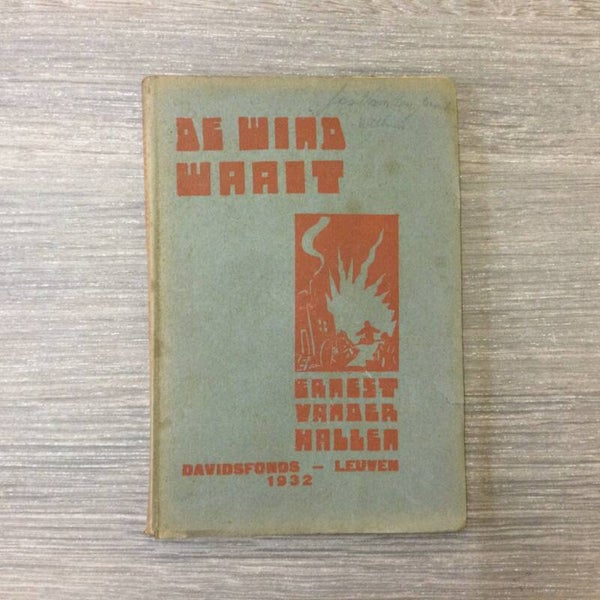 DE WIND
WAAIT
ERNEST
VANDER
HALLEN
DAVIDSFONDS - LEUVEN
1932